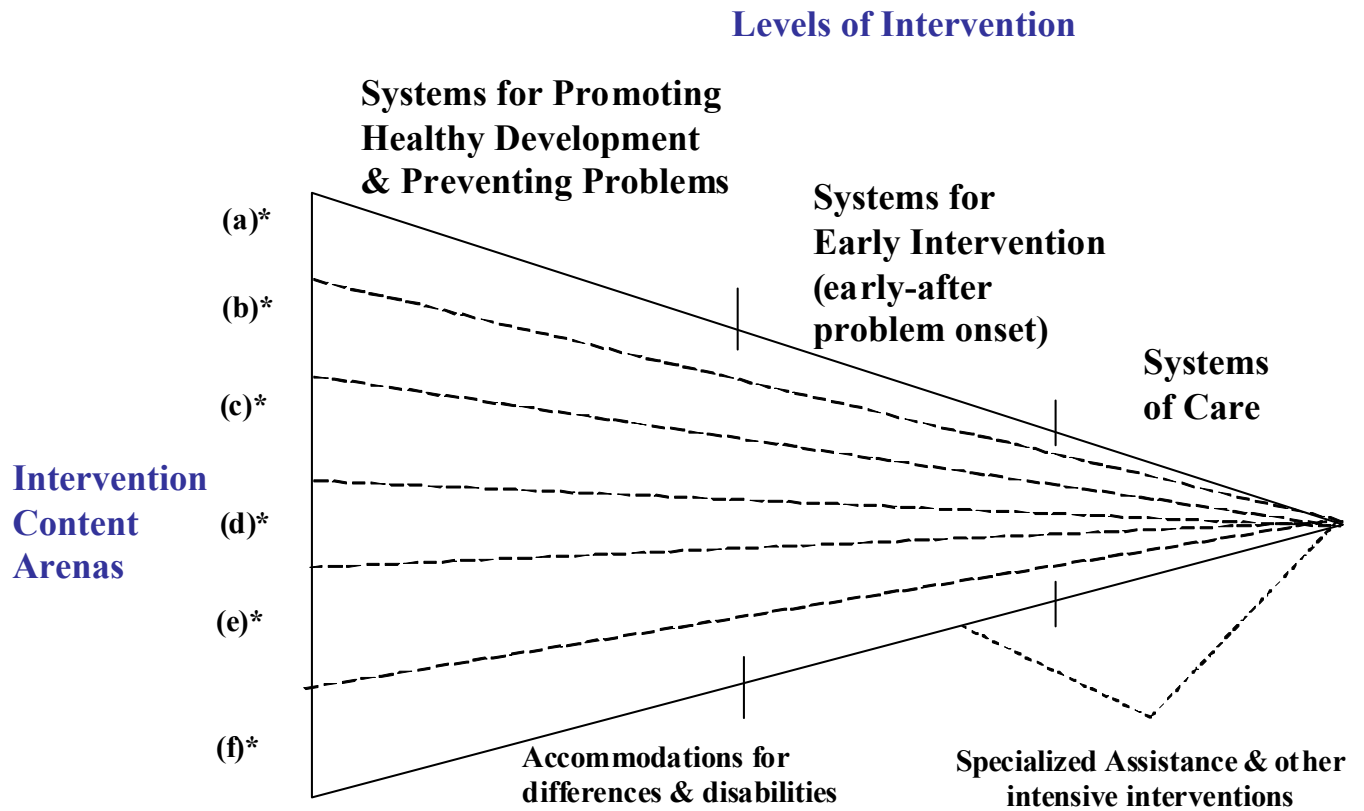 Levels of Intervention
Systems for Promoting
Healthy Development
& Preventing Problems
Systems for
Early Intervention
(early-after
problem onset)
Systems
of Care
(a)*
(b)*
(c)*
Intervention
Content
Arenas
(d)*
(e)*
(f)*
Accommodations for
differences & disabilities
Specialized Assistance & other
intensive interventions